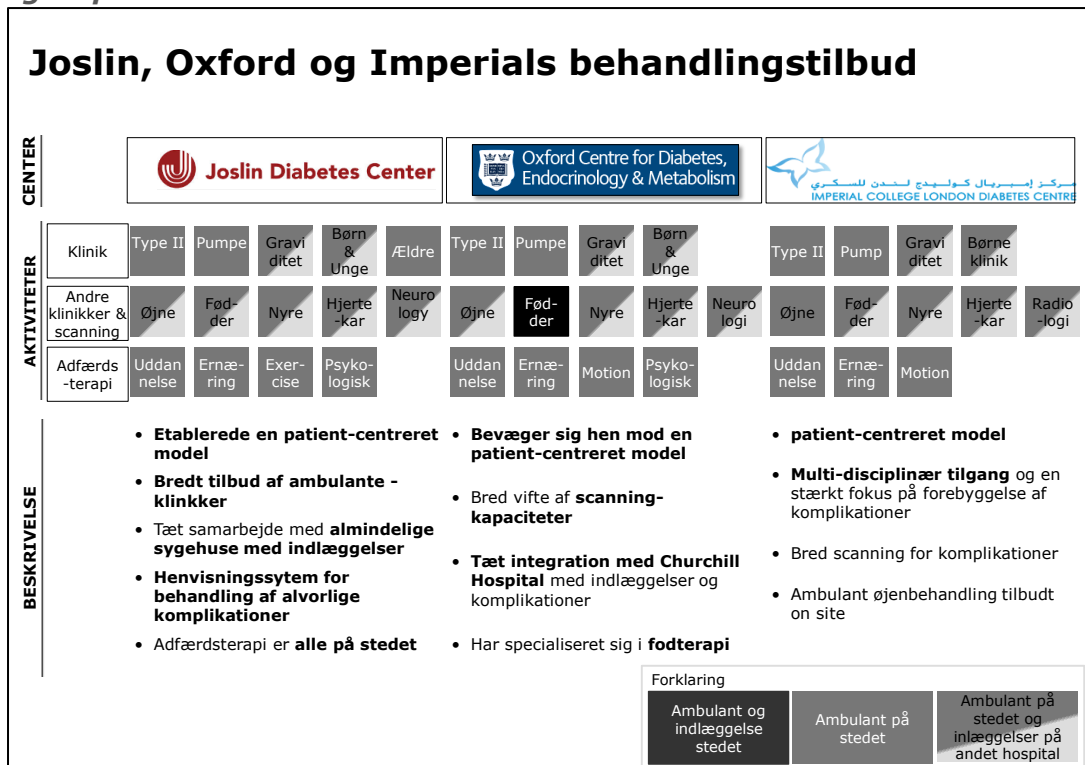 Joslin, Oxford og Imperials behandlingstilbud
CENTER
Joslin Diabetes Center
Oxford Centre for Diabetes,
Endocrinology & Metabolism
مركز إمبريال كوليدج لندن للسكري
IMPERIAL COLLEGE LONDON DIABETES CENTRE
AKTIVITETER
Klinik
Type II
Pumpe
Gravi
ditet
Børn
&
Unge
Ældre
Type II
Pumpe
Gravi
ditet
Børn
&
Unge
Type II
Pump
Gravi
ditet
Børne
klinik
Andre
klinikker &
scanning
Øjne
Fød-
der
Nyre
Hjerte
-kar
Neuro
logy
Øjne
Fød-
der
Nyre
Hjerte
-kar
Neuro
logi
Øjne
Fød-
der
Nyre
Hjerte
-kar
Radio
-logi
Adfærds
-terapi
Uddan
nelse
Ernæ-
ring
Exer-
cise
Psyko-
logisk
Uddan
nelse
Ernæ-
ring
Motion
Psyko-
logisk
Uddan
nelse
Ernæ-
ring
Motion
BESKRIVELSE
• Etablerede en patient-centreret
model
• Bredt tilbud af ambulante -
klinkker
• Tæt samarbejde med almindelige
sygehuse med indlæggelser
• Henvisningssytem for
behandling af alvorlige
komplikationer
• Adfærdsterapi er alle på stedet
• Bevæger sig hen mod en
patient-centreret model
• Bred vifte af scanning-
kapaciteter
• Tæt integration med Churchill
Hospital med indlæggelser og
komplikationer
• Har specialiseret sig i fodterapi
• patient-centreret model
• Multi-disciplinær tilgang og en
stærkt fokus på forebyggelse af
komplikationer
• Bred scanning for komplikationer
• Ambulant øjenbehandling tilbudt
on site
Forklaring
Ambulant og
indlæggelse
stedet
Ambulant på
stedet
Ambulant på
stedet og
inlæggelser på
andet hospital